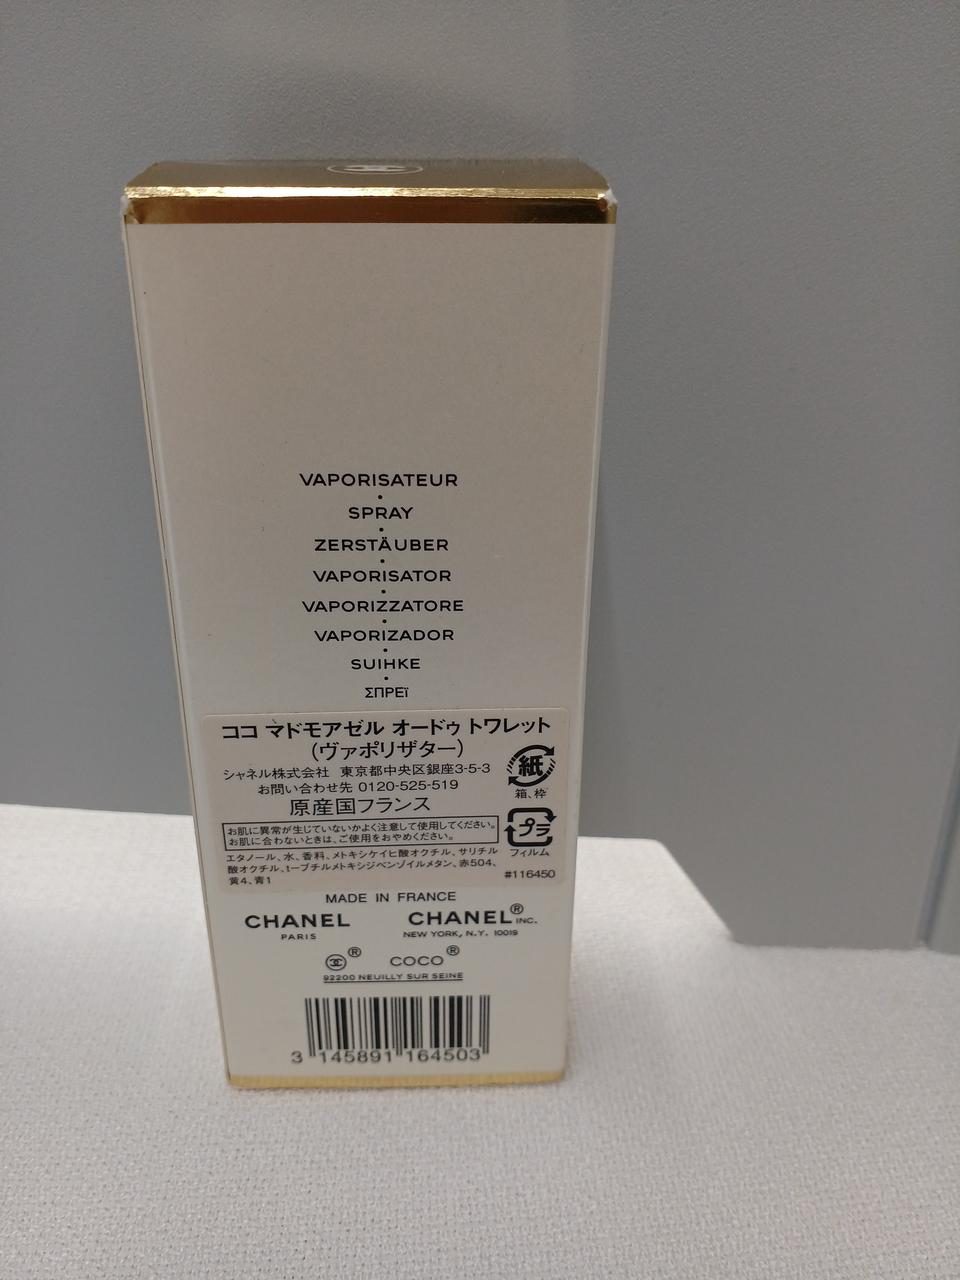 VAPORISATEUR
SPRAY
ZERSTÄUBER
VAPORISATOR
VAPORIZZATORE
VAPORIZADOR
SUIHKE
ΣΠΡΕΪ
ココ マドモアゼル オードゥ トワレット
(ヴァポリザター)
シャネル株式会社 東京都中央区銀座3-5-3
お問い合わせ先 0120-525-519
原産国フランス
紙
箱、枠
お肌に異常が生じていないかよく注意して使用してください。
お肌に合わないときは、ご使用をおやめください。
プラ
フィルム
エタノール、水、香料、メトキシケイヒ酸オクチル、サリチル
酸オクチル、t-ブチルメトキシジベンゾイルメタン、赤504、
黄4、青1
#116450
MADE IN FRANCE
CHANEL
PARIS
CHANEL® INC.
NEW YORK, N.Y. 10019
® COCO®
92200 NEUILLY SUR SEINE
3 145891 164503